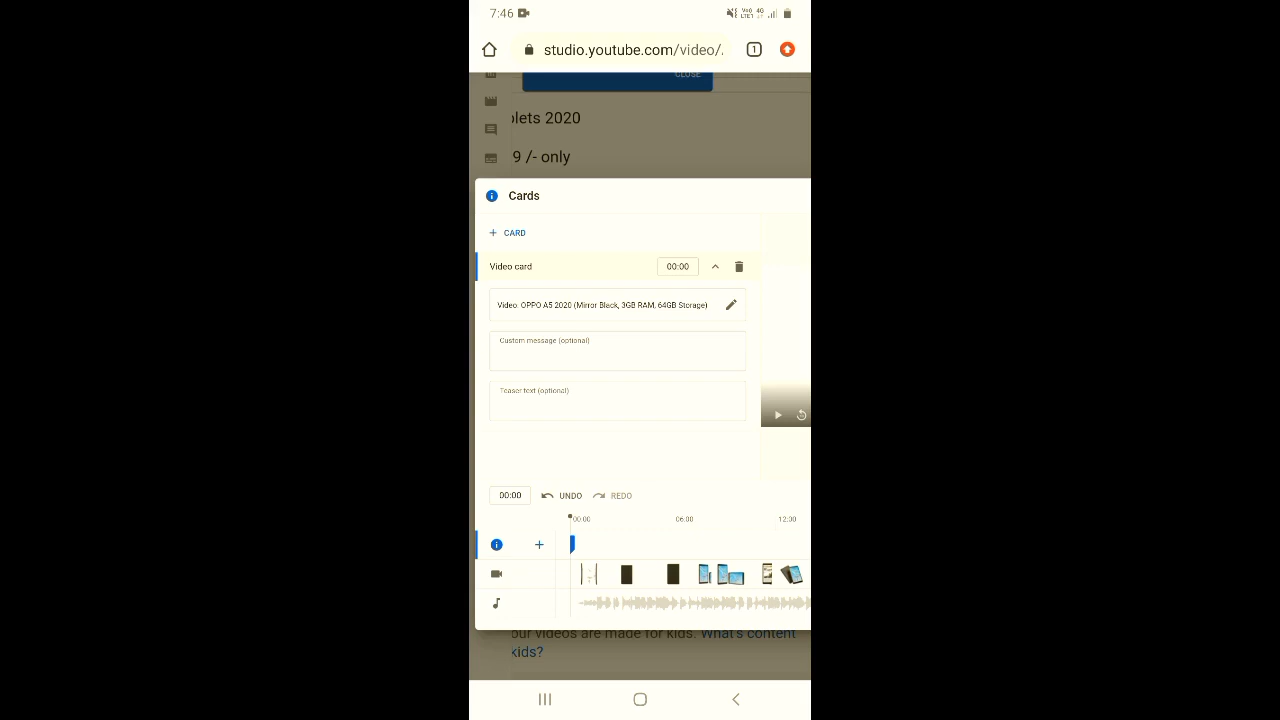 7:46
studio.youtube.com/video/.
1
CLOSE
olets 2020
9 /- only
Cards
+ CARD
Video card 00:00
Video: OPPO A5 2020 (Mirror Black, 3GB RAM, 64GB Storage)
Custom message (optional)
Teaser text (optional)
00:00 UNDO REDO
00:00 06:00 12:00
our videos are made for kids. What's content
kids?